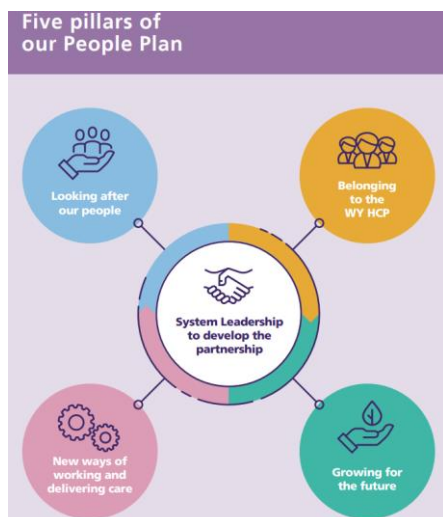 Five pillars of
our People Plan
Looking after
our people
Belonging
to the
WY HCP
System Leadership
to develop the
partnership
New ways of
working and
delivering care
Growing for
the future